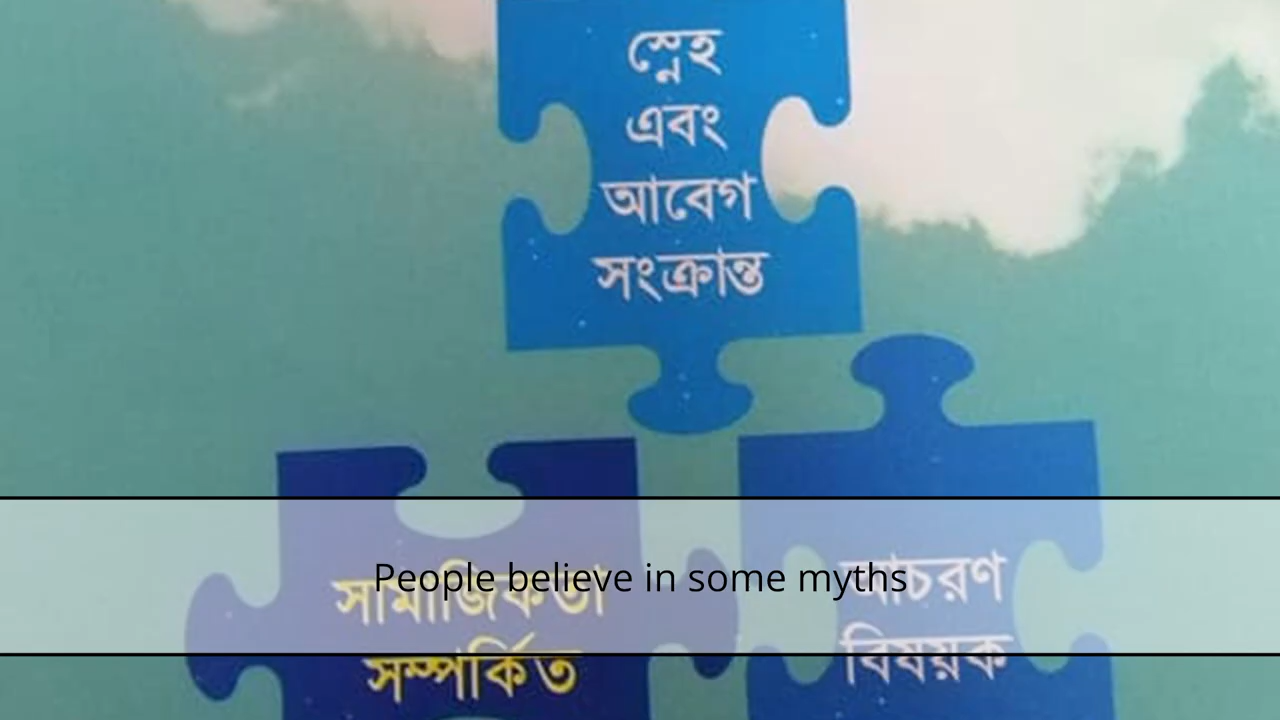 স্নেহ
এবং
আবেগ
সংক্রান্ত
People believe in some myths
সামাজিকতা
সম্পর্কিত
আচরণ
বিষয়ক